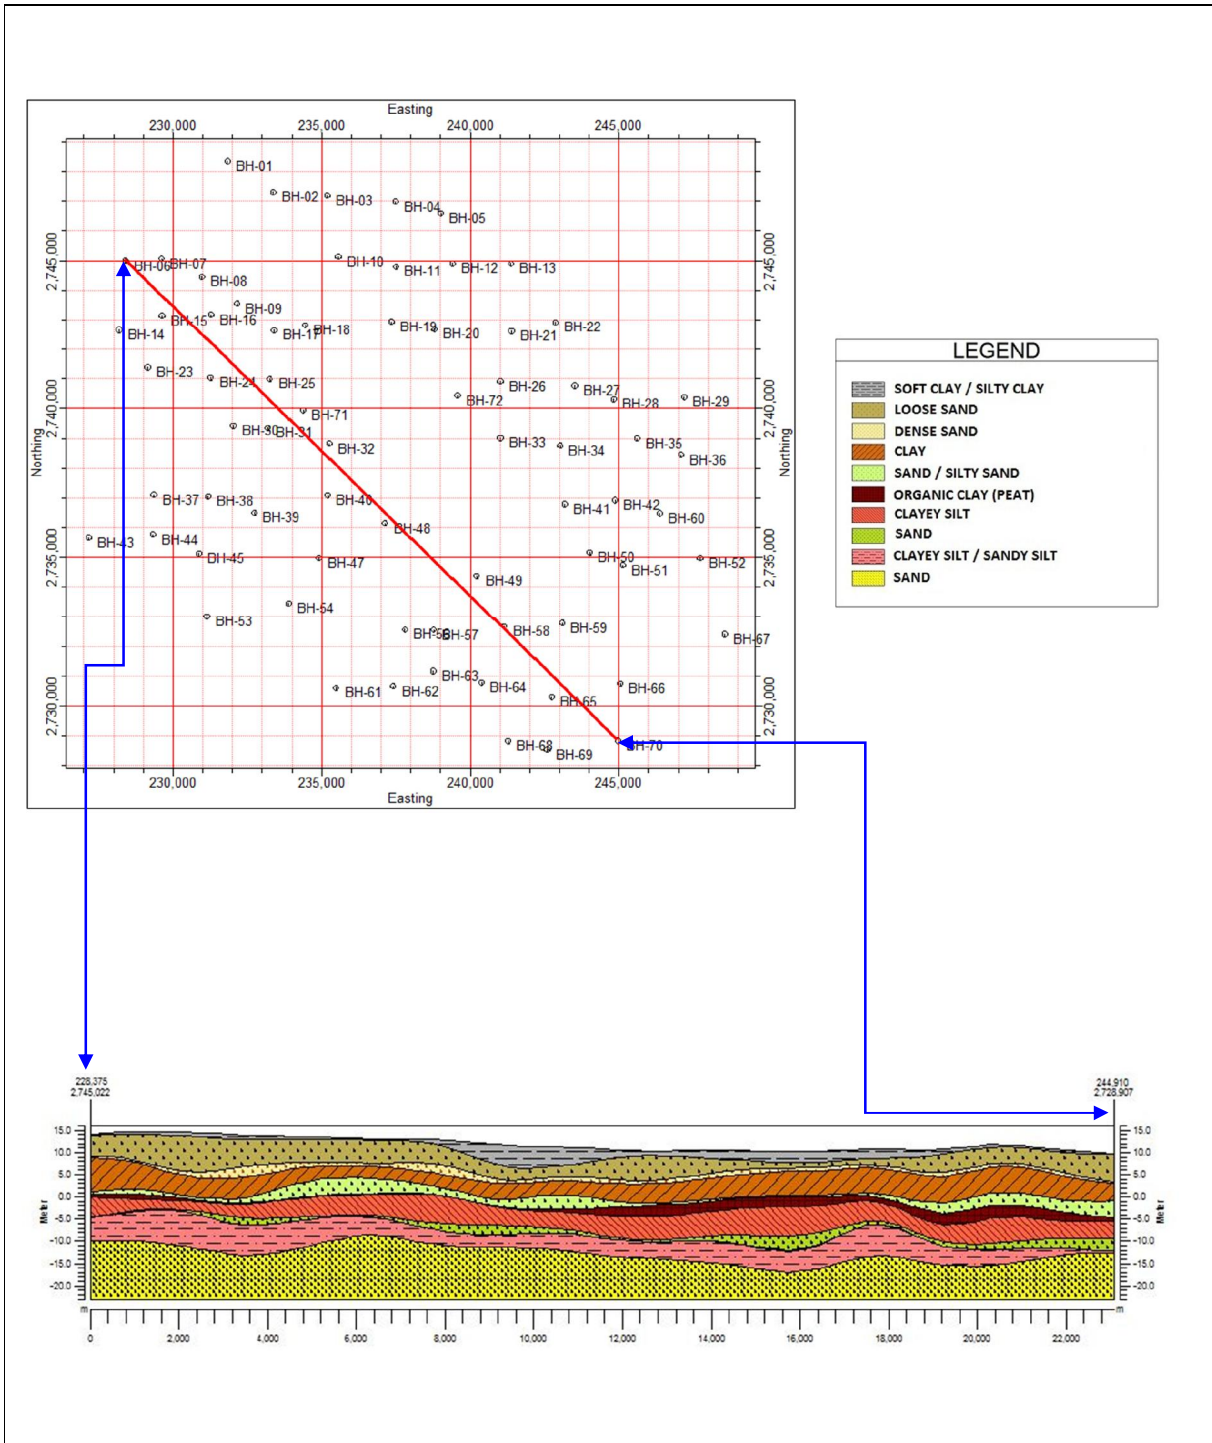 Easting
230,000 235,000 240,000 245,000
BH-01
BH-02 BH-03 BH-04 BH-05
2,745,000 2,745,000
BH-06 BH-07 BH-08 BH-10 BH-11 BH-12 BH-13
BH-09
BH-14 BH-15 BH-16 BH-17 BH-18 BH-19 BH-20 BH-21 BH-22
BH-23 BH-24 BH-25 BH-26 BH-27 BH-28 BH-29
BH-72
2,740,000 2,740,000
BH-71
BH-30 BH-31 BH-32 BH-33 BH-34 BH-35 BH-36
Northing Northing
BH-37 BH-38 BH-39 BH-40 BH-41 BH-42 BH-60
BH-43 BH-44 BH-45 BH-47 BH-48 BH-50 BH-51 BH-52
2,735,000 2,735,000
BH-49
BH-53 BH-54 BH-56 BH-57 BH-58 BH-59 BH-67
BH-61 BH-62 BH-63 BH-64 BH-65 BH-66
2,730,000 2,730,000
BH-68 BH-69 BH-70
230,000 235,000 240,000 245,000
Easting
LEGEND
SOFT CLAY / SILTY CLAY
LOOSE SAND
DENSE SAND
CLAY
SAND / SILTY SAND
ORGANIC CLAY (PEAT)
CLAYEY SILT
SAND
CLAYEY SILT / SANDY SILT
SAND
228,375 244,910
2,745,022 2,728,907
15.0 15.0
10.0 10.0
5.0 5.0
0.0 0.0
Meter Meter
-5.0 -5.0
-10.0 -10.0
-15.0 -15.0
-20.0 -20.0
m m
0 2,000 4,000 6,000 8,000 10,000 12,000 14,000 16,000 18,000 20,000 22,000